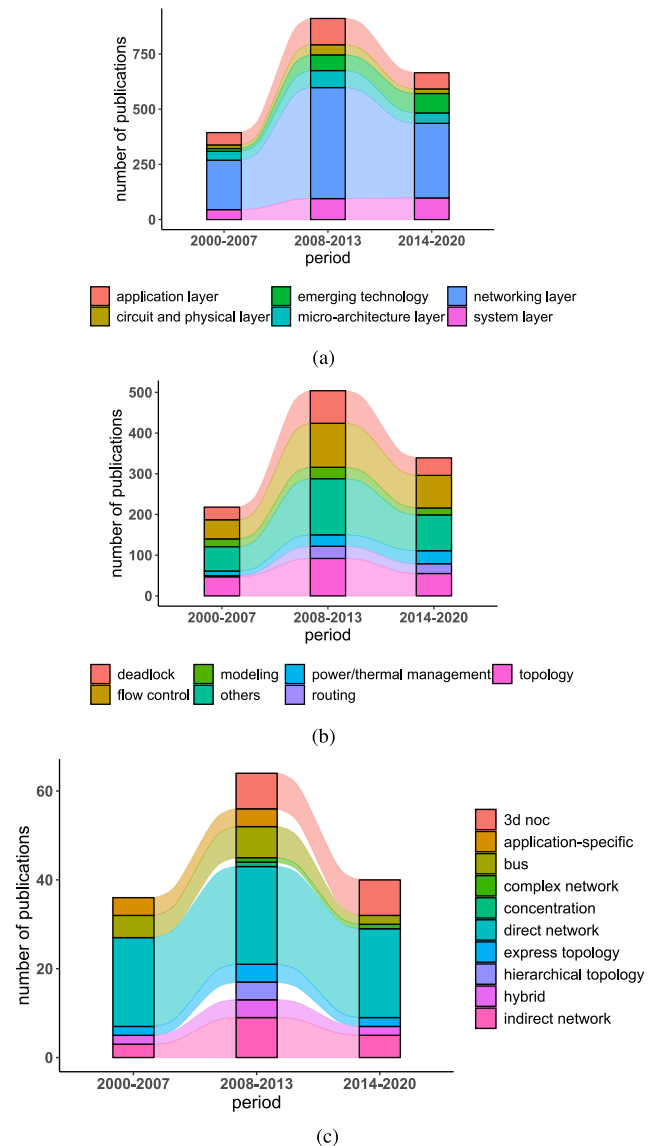 750
500
250
0
number of publications
2000-2007 2008-2013 2014-2020
period
application layer emerging technology networking layer
circuit and physical layer micro-architecture layer system layer
(a)
500
400
300
200
100
0
number of publications
2000-2007 2008-2013 2014-2020
period
deadlock modeling power/thermal management topology
flow control others routing
(b)
60
40
20
0
number of publications
2000-2007 2008-2013 2014-2020
period
3d noc
application-specific
bus
complex network
concentration
direct network
express topology
hierarchical topology
hybrid
indirect network
(c)